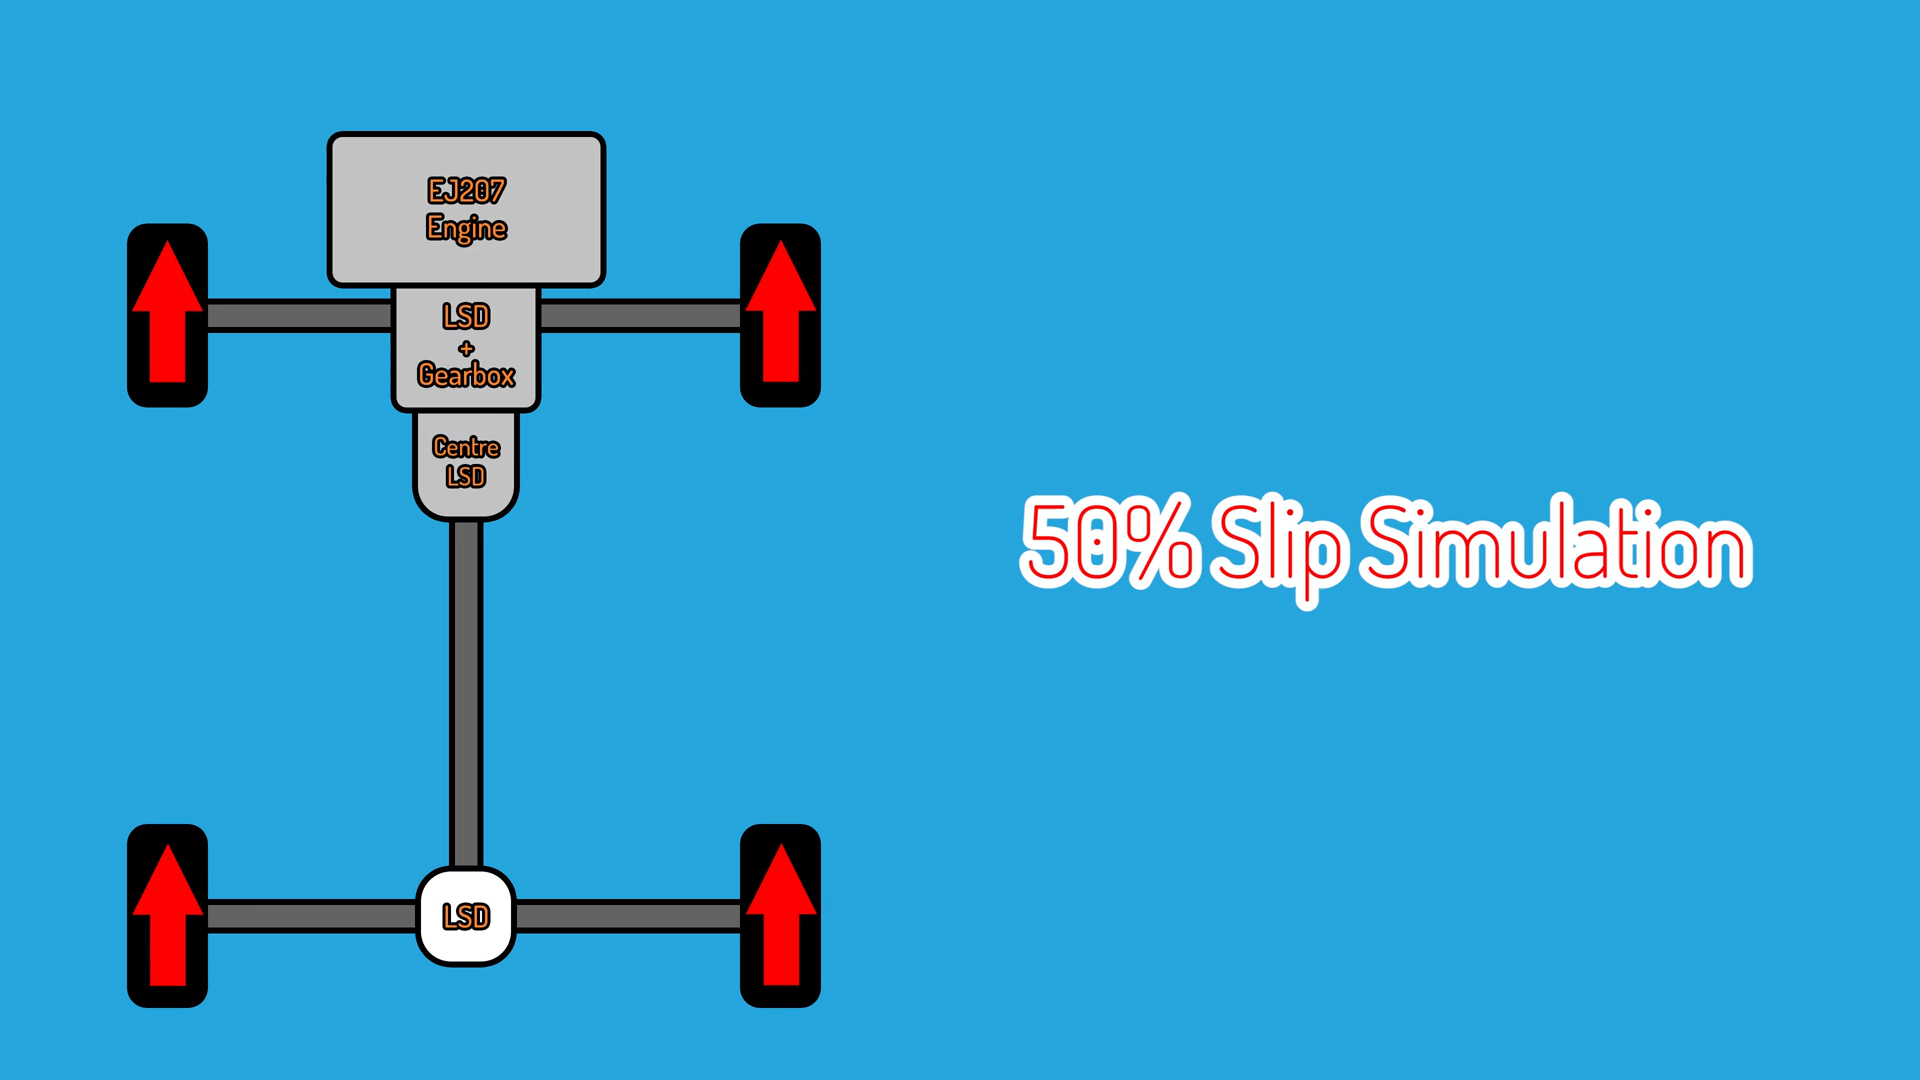 EJ207
Engine
LSD
+
Gearbox
Centre
LSD
50% Slip Simulation
LSD